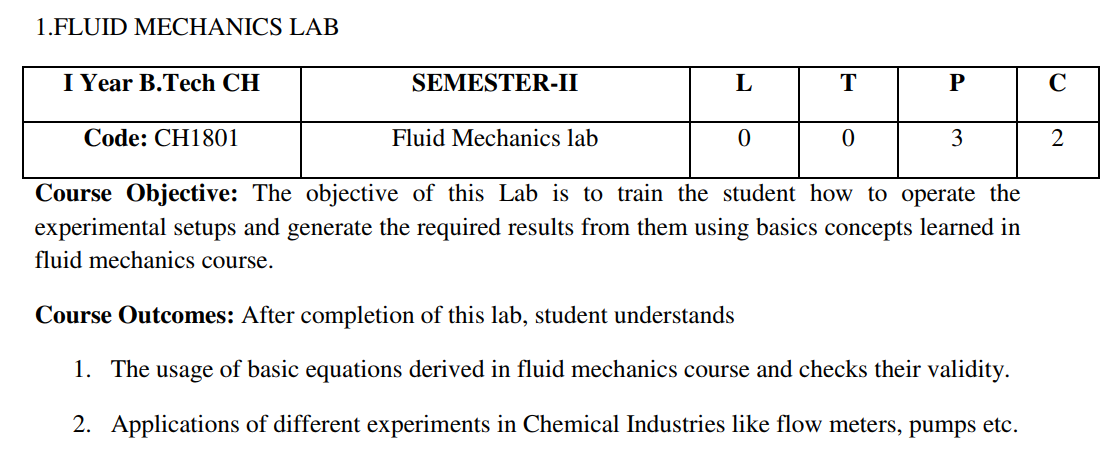 1.FLUID MECHANICS LAB
I Year B.Tech CH SEMESTER-II L T P C
Code: CH1801 Fluid Mechanics lab 0 0 3 2
Course Objective: The objective of this Lab is to train the student how to operate the
experimental setups and generate the required results from them using basics concepts learned in
fluid mechanics course.
Course Outcomes: After completion of this lab, student understands
1. The usage of basic equations derived in fluid mechanics course and checks their validity.
2. Applications of different experiments in Chemical Industries like flow meters, pumps etc.